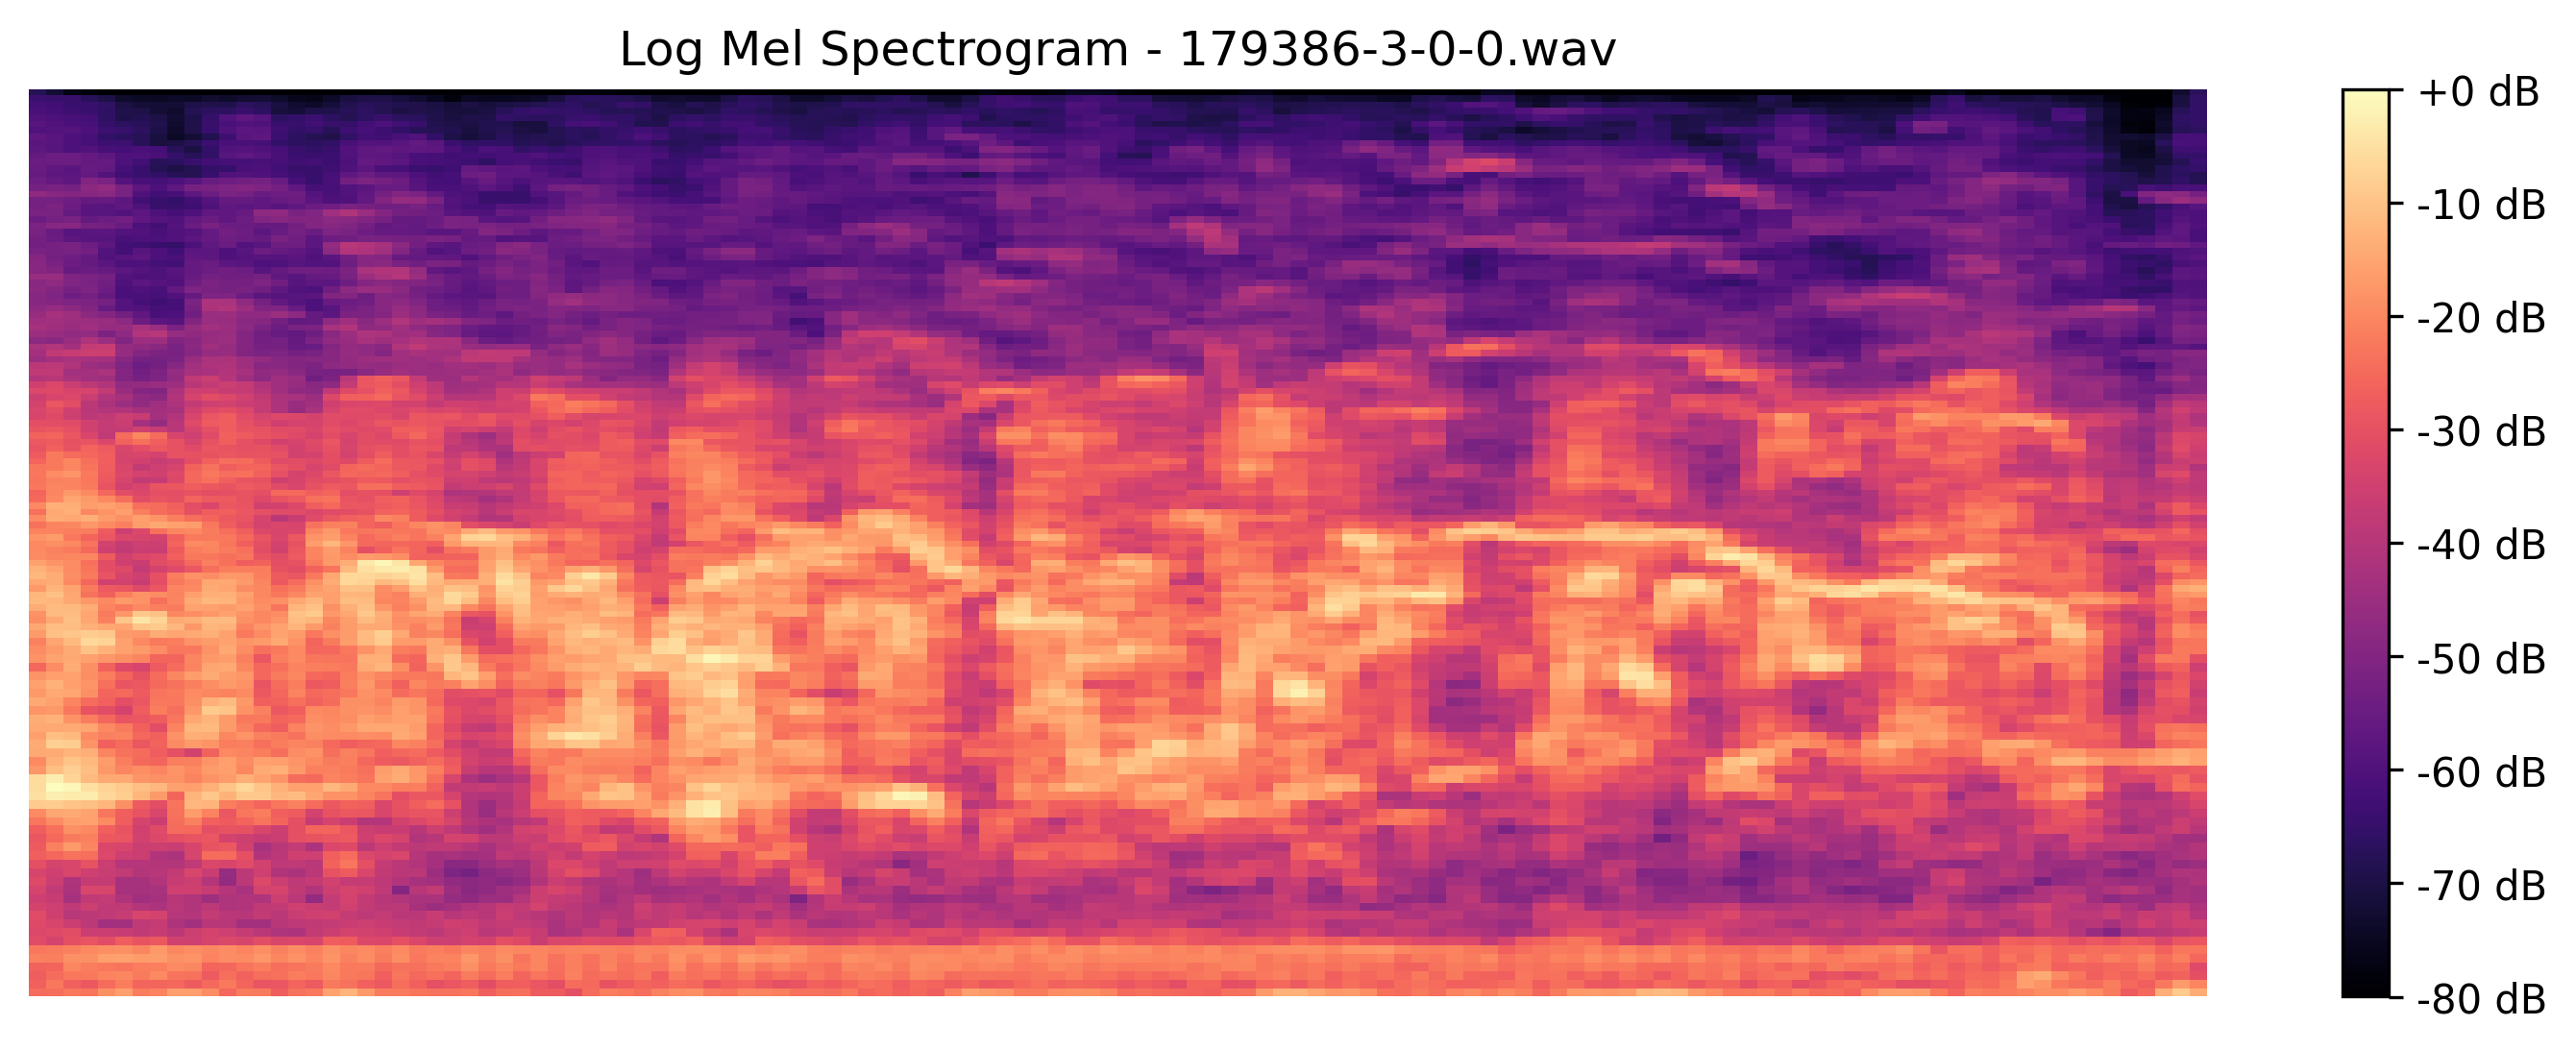 Log Mel Spectrogram - 179386-3-0-0.wav
+0 dB
-10 dB
-20 dB
-30 dB
-40 dB
-50 dB
-60 dB
-70 dB
-80 dB